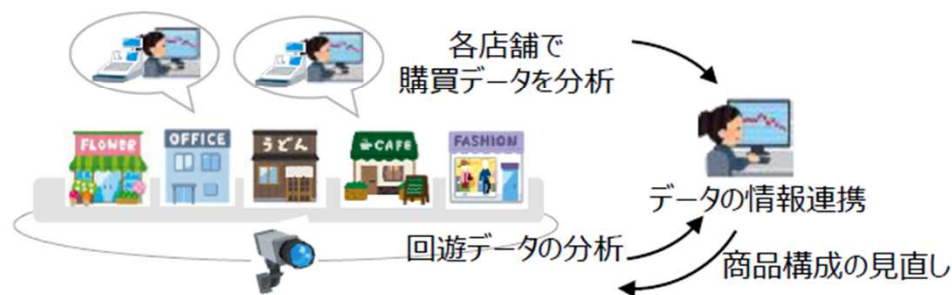 各店舗で
購買データを分析
FLOWER
OFFICE
うどん
CAFE
FASHION
データの情報連携
回遊データの分析
商品構成の見直し